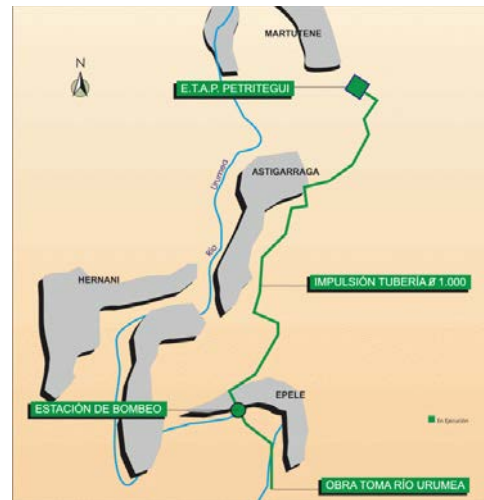 MARTUTENE
N
E.T.A.P. PETRITEGUI
Urumea
Río
ASTIGARRAGA
HERNANI
IMPULSIÓN TUBERÍA Ø 1.000
EPELE
ESTACIÓN DE BOMBEO
En Ejecución
OBRA TOMA RÍO URUMEA